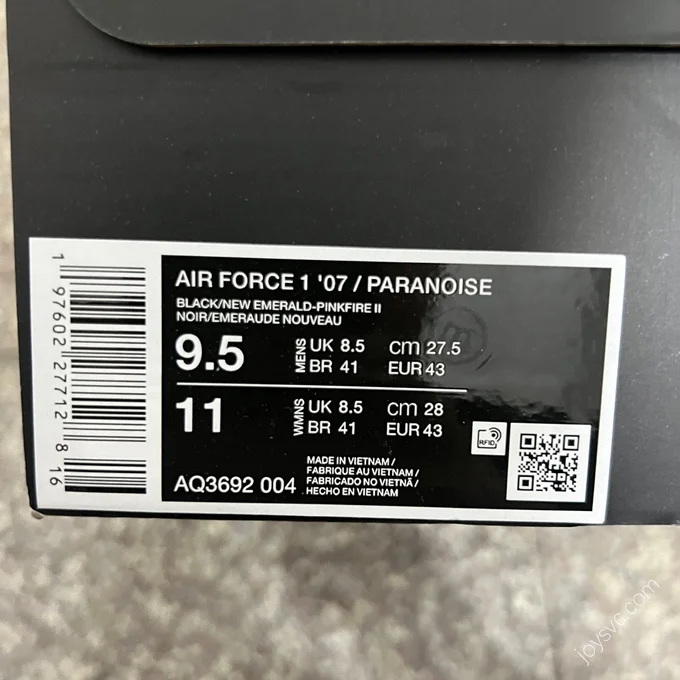 AIR FORCE 1 '07 / PARANOISE
BLACK/NEW EMERALD-PINKFIRE II
NOIR/EMERAUDE NOUVEAU
9.5 MENS UK 8.5 cm 27.5
BR 41 EUR 43
11 WMNS UK 8.5 cm 28
BR 41 EUR 43
RFID
AQ3692 004
MADE IN VIETNAM /
FABRIQUE AU VIETNAM /
FABRICADO NO VIETNÃ /
HECHO EN VIETNAM
1 97602 27712 8 16
joysvc.com